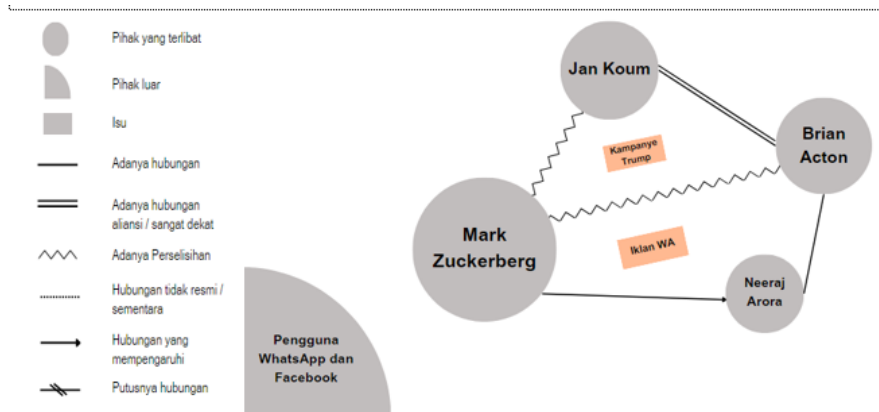 Pihak yang terlibat
Pihak luar
Isu
Adanya hubungan
Adanya hubungan
aliansi / sangat dekat
Adanya Perselisihan
Hubungan tidak resmi /
sementara
Hubungan yang
mempengaruhi
Putusnya hubungan
Pengguna
WhatsApp dan
Facebook
Jan Koum
Brian
Acton
Kampanye
Trump
Mark
Zuckerberg
Iklan WA
Neeraj
Arora